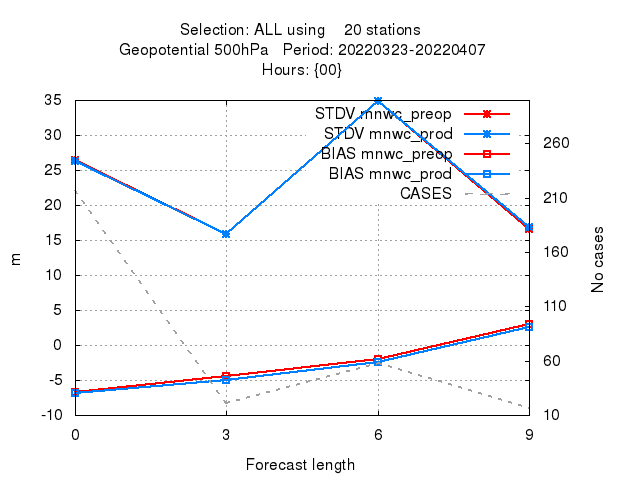 Selection: ALL using    20 stations
Geopotential 500hPa   Period: 20220323-20220407
Hours: {00}
35
30
25
20
15
10
5
0
-5
-10
m
STDV mnwc_preop
STDV mnwc_prod
BIAS mnwc_preop
BIAS mnwc_prod
CASES
260
210
160
110
60
10
No cases
0 3 6 9
Forecast length